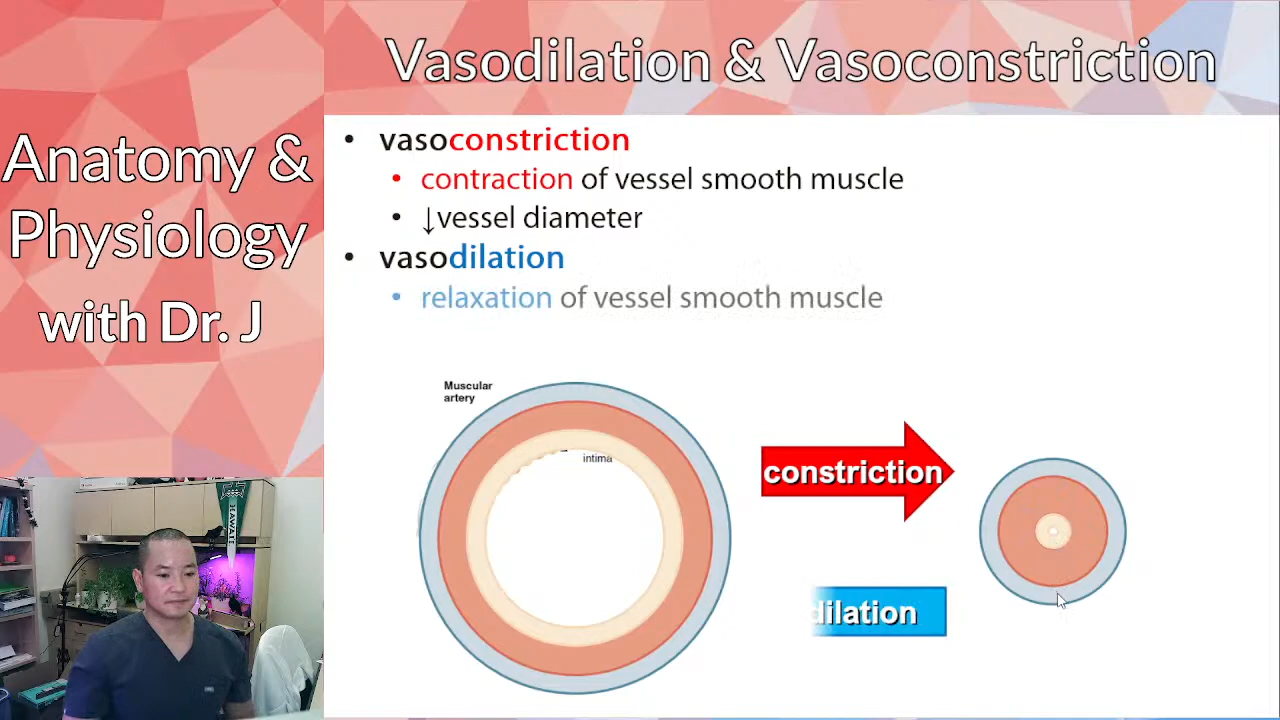 Vasodilation & Vasoconstriction
Anatomy &
Physiology
with Dr. J
• vasoconstriction
• contraction of vessel smooth muscle
• ↓vessel diameter
• vasodilation
• relaxation of vessel smooth muscle
Muscular
artery
intima
constriction
dilation
HAWAI'I